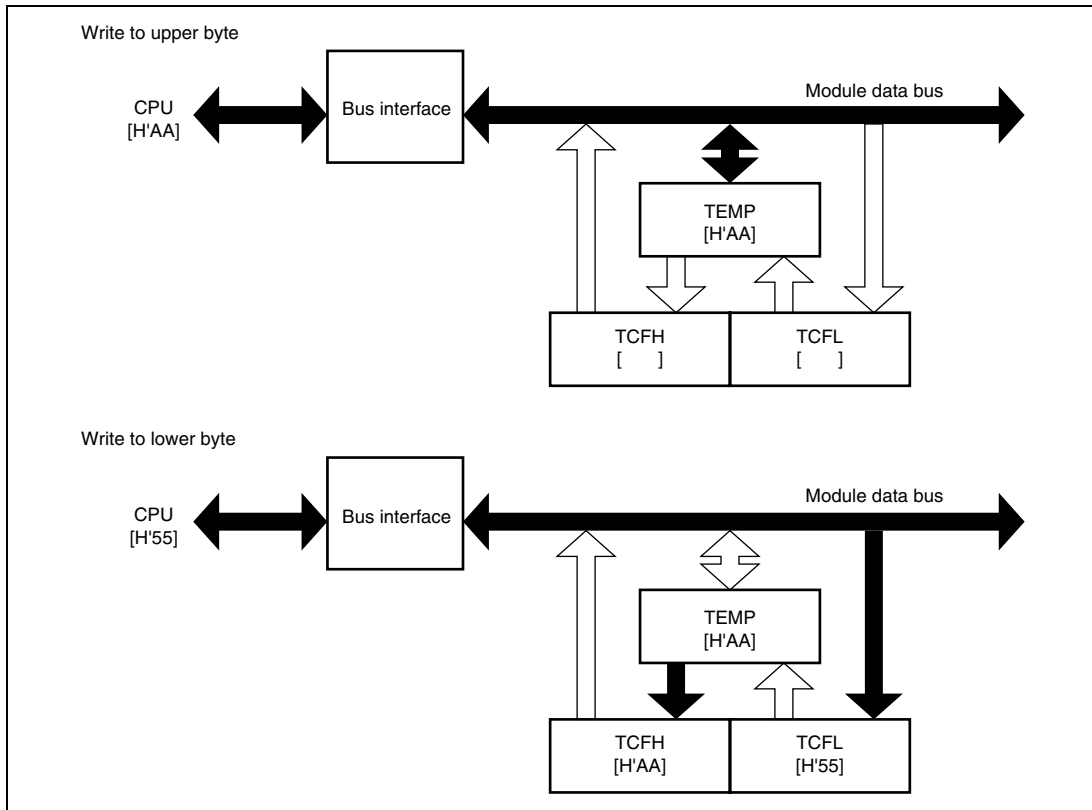 Write to upper byte
CPU
[H'AA]
Bus interface
Module data bus
TEMP
[H'AA]
TCFH
[ ]
TCFL
[ ]
Write to lower byte
CPU
[H'55]
Bus interface
Module data bus
TEMP
[H'AA]
TCFH
[H'AA]
TCFL
[H'55]